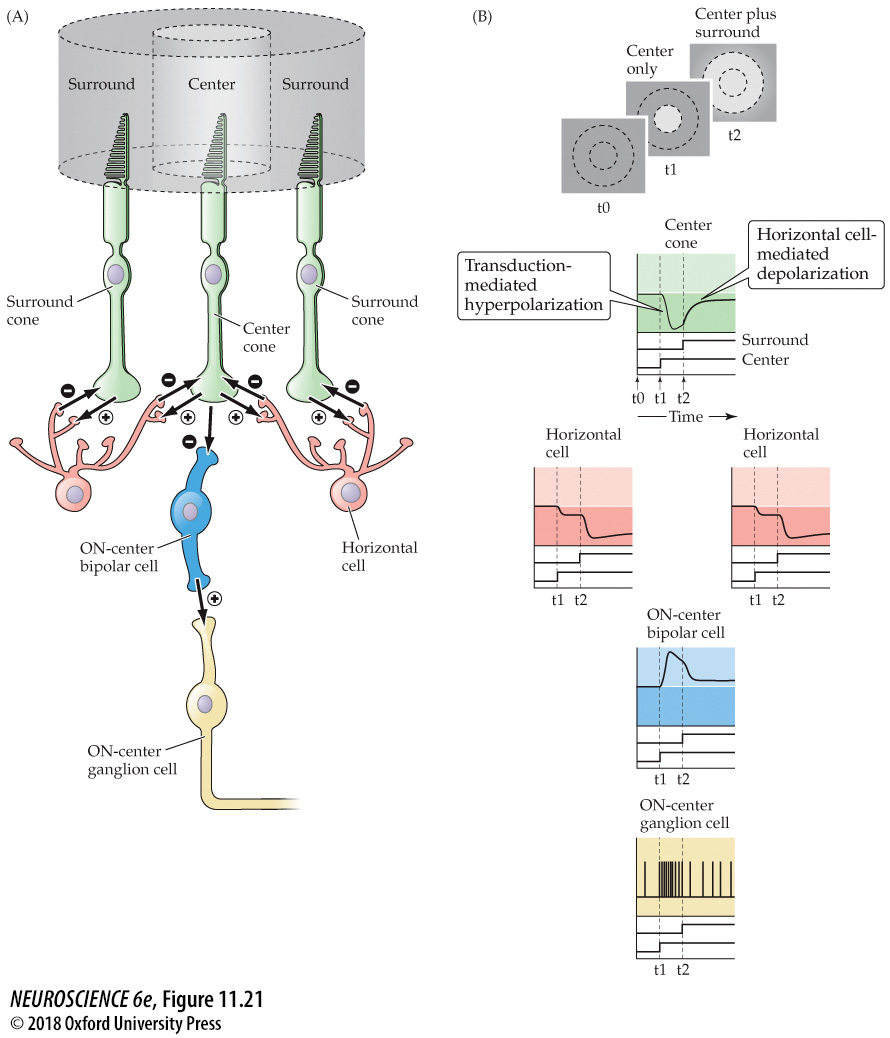 (A)
Surround
Center
Surround
Surround
cone
Center
cone
Surround
cone
−
+
−
+
−
+
−
+
−
ON-center
bipolar cell
Horizontal
cell
+
ON-center
ganglion cell
(B)
Center plus
surround
Center
only
t2
t1
t0
Center
cone
Transduction-
mediated
hyperpolarization
Horizontal cell-
mediated
depolarization
Surround
Center
t0 t1 t2
Time
Horizontal
cell
t1 t2
Horizontal
cell
t1 t2
ON-center
bipolar cell
t1 t2
ON-center
ganglion cell
t1 t2
NEUROSCIENCE 6e, Figure 11.21
© 2018 Oxford University Press